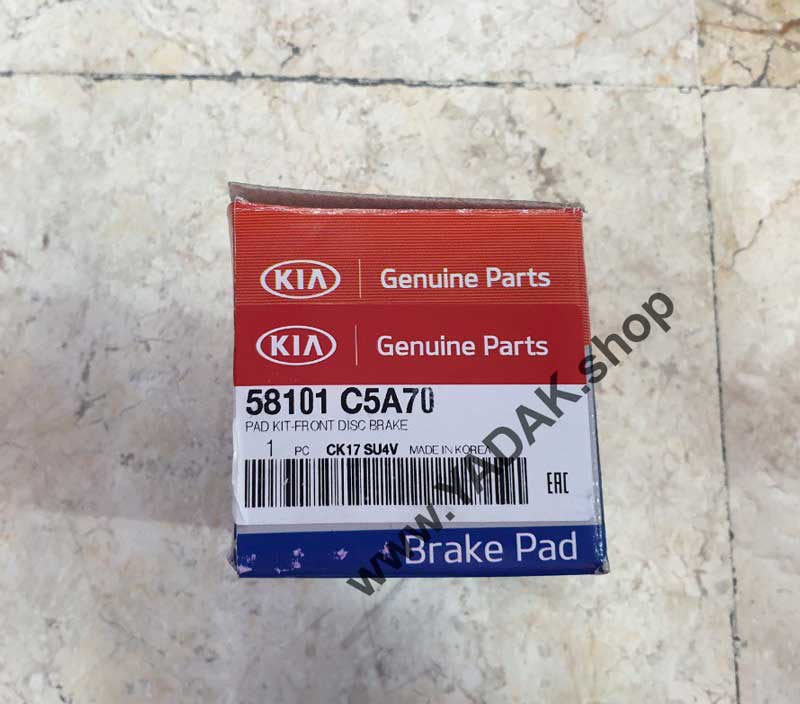 KIA Genuine Parts
KIA Genuine Parts
58101 C5A70
PAD KIT-FRONT DISC BRAKE
1 PC CK17 SU4V MADE IN KOREA
EAC
Brake Pad
www.YADAK.shop